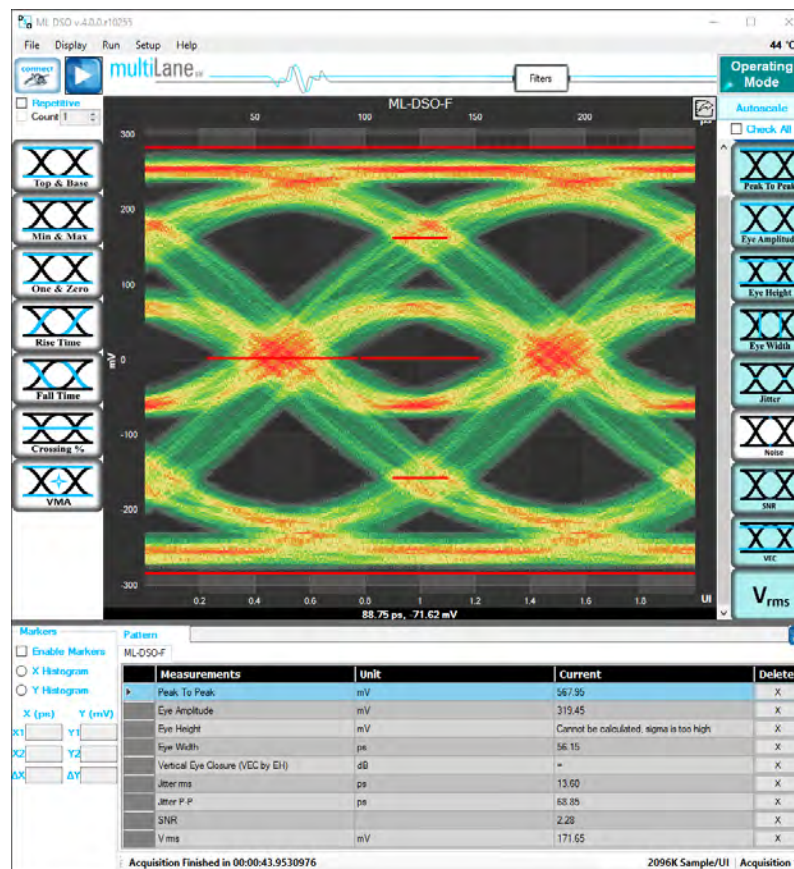 ML DSO v.4.0.0.r10255
File Display Run Setup Help
44 °C
connect
multiLane
Filters
Operating Mode
Repetitive
Count 1
ML-DSO-F
Autoscale
Check All
50 100 150 200
300
200
100
0
-100
-200
-300
mV
0.2 0.4 0.6 0.8 1 1.2 1.4 1.6 1.8 UI
88.75 ps, -71.62 mV
Top & Base
Min & Max
One & Zero
Rise Time
Fall Time
Crossing %
VMA
Peak To Peak
Eye Amplitude
Eye Height
Eye Width
Jitter
Noise
SNR
VEC
Vrms
Markers
Enable Markers
X Histogram
Y Histogram
X (ps) Y (mV)
X1 Y1
X2 Y2
ΔX ΔY
Pattern
ML-DSO-F
Measurements Unit Current Delete
Peak To Peak mV 567.95 X
Eye Amplitude mV 319.45 X
Eye Height mV Cannot be calculated, sigma is too high X
Eye Width ps 56.15 X
Vertical Eye Closure (VEC by EH) dB X
Jitter rms ps 13.60 X
Jitter P-P ps 68.85 X
SNR 2.28 X
V rms mV 171.65 X
Acquisition Finished in 00:00:43.9530976
2096K Sample/UI Acquisition